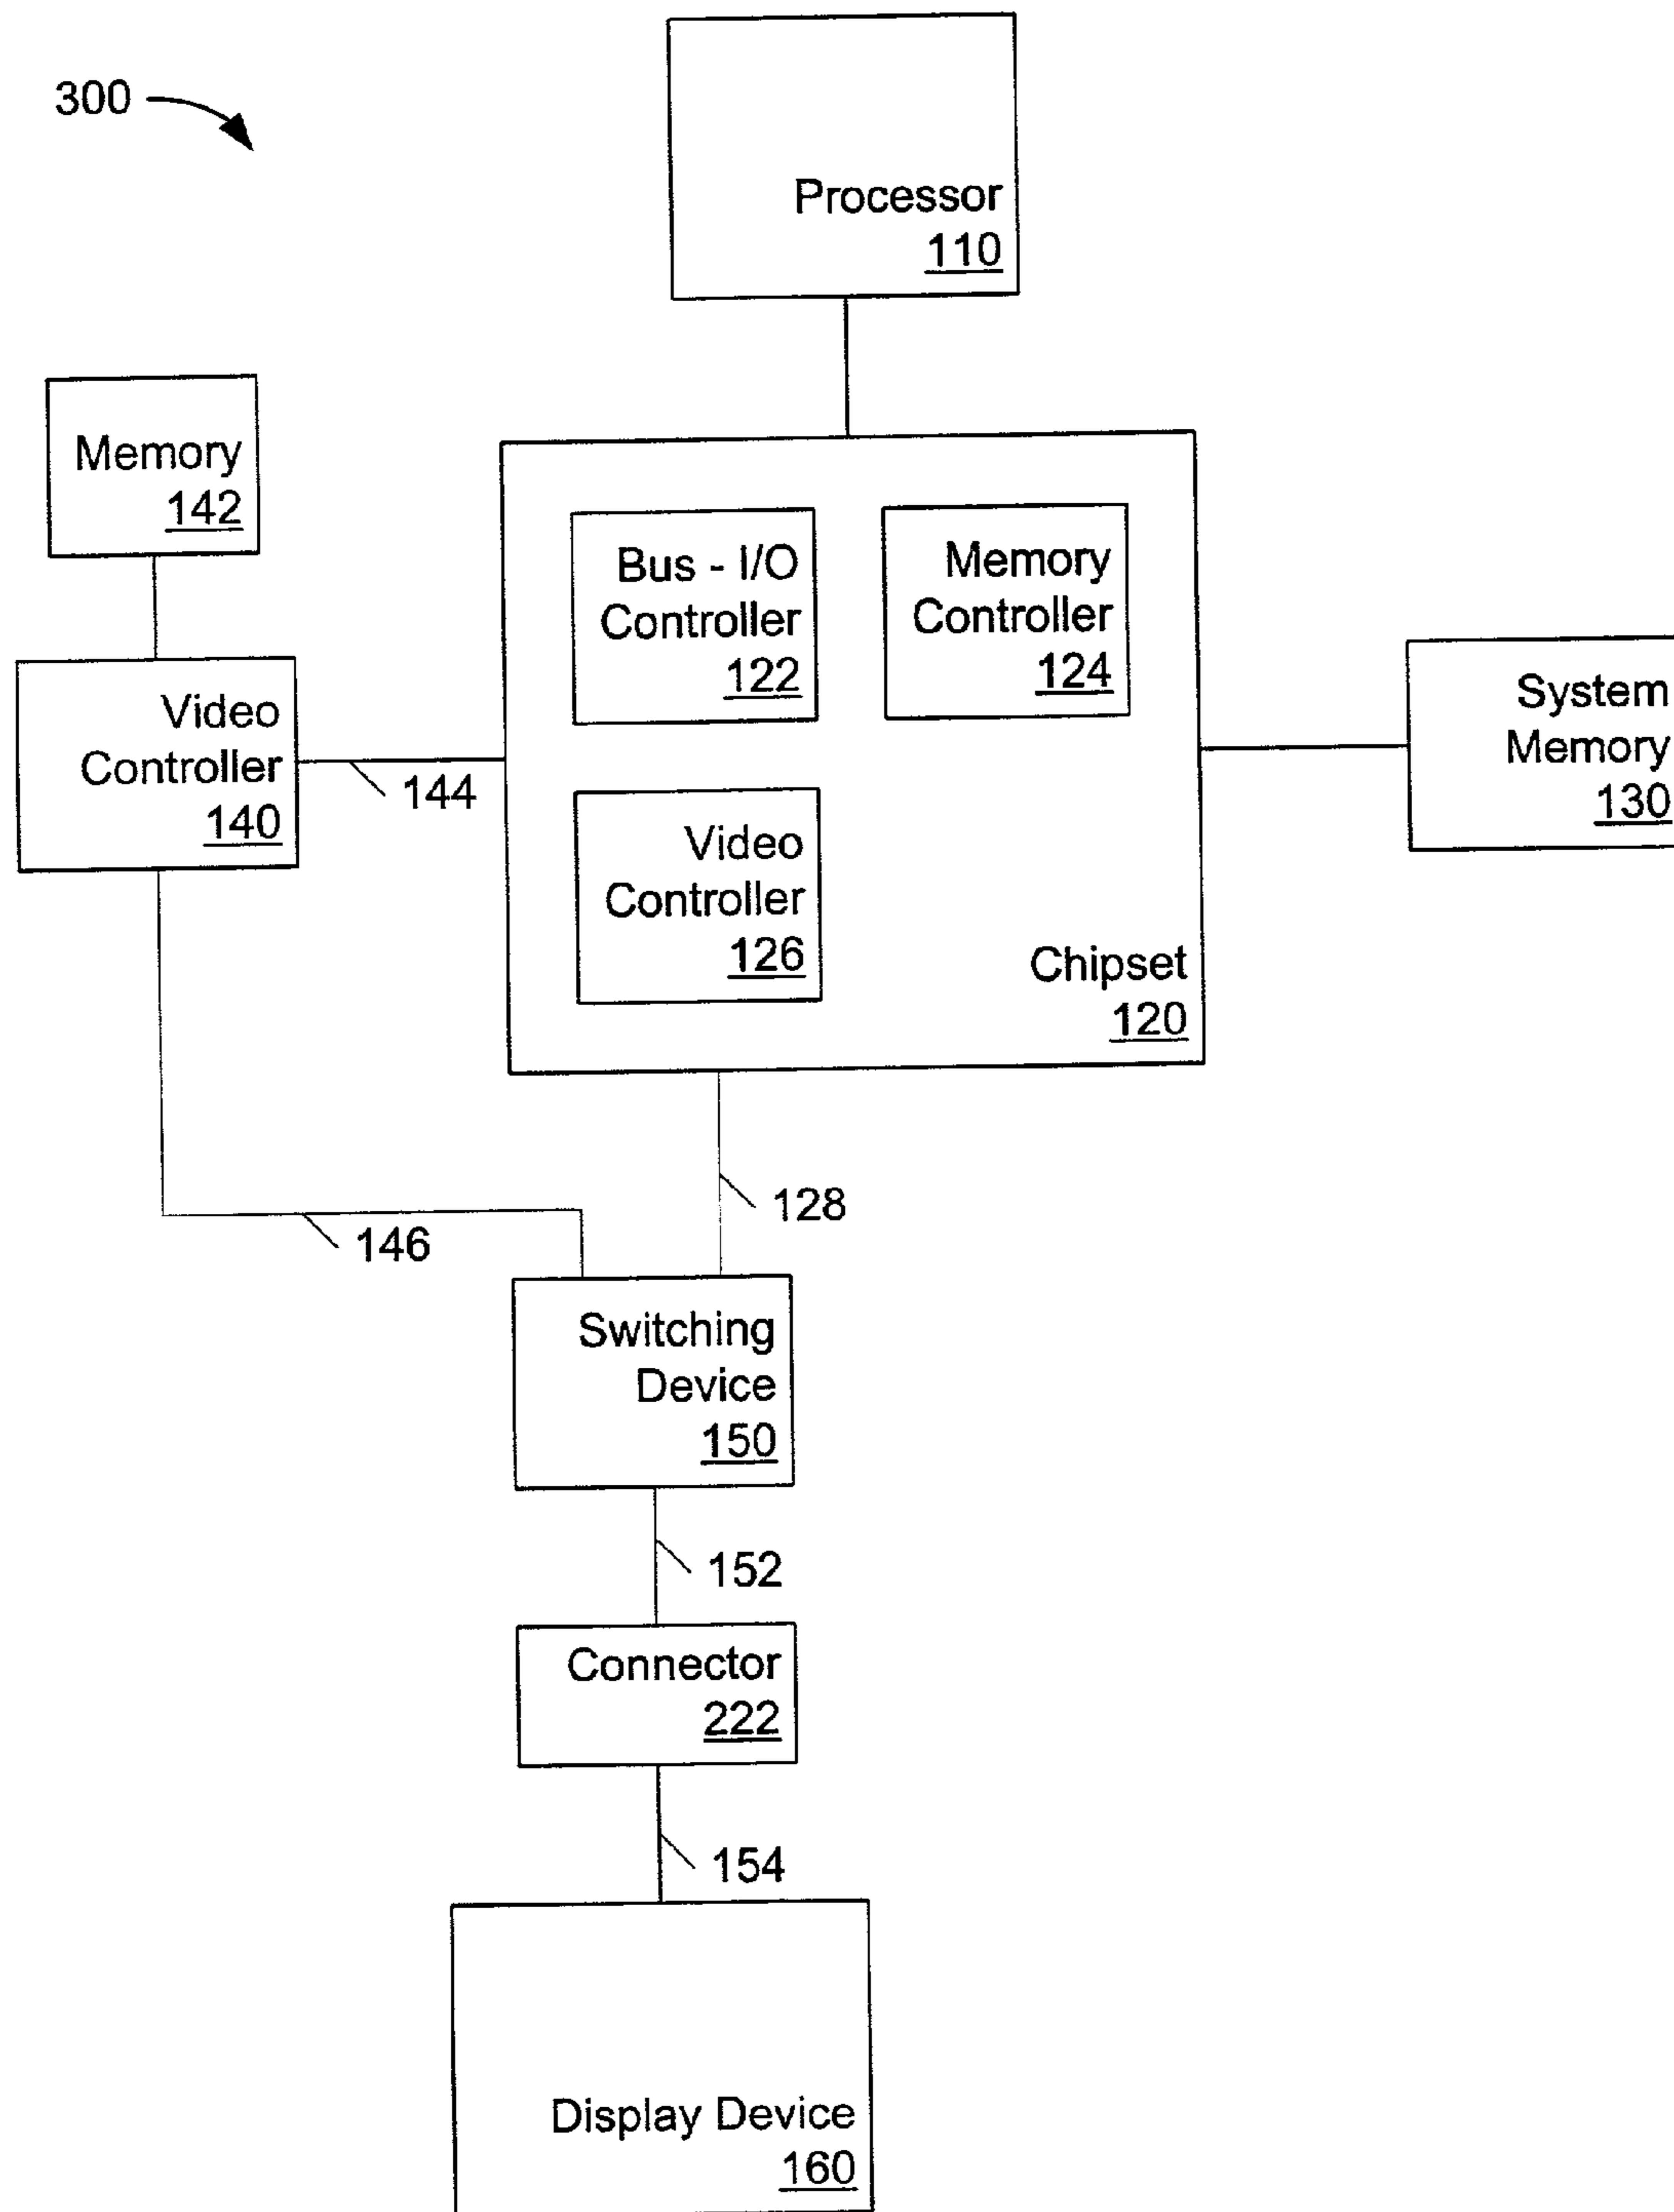 300
Processor
110
Memory
142
Bus - I/O
Controller
122
Memory
Controller
124
System
Memory
130
Video
Controller
140
144
Video
Controller
126
Chipset
120
128
146
Switching
Device
150
152
Connector
222
154
Display Device
160